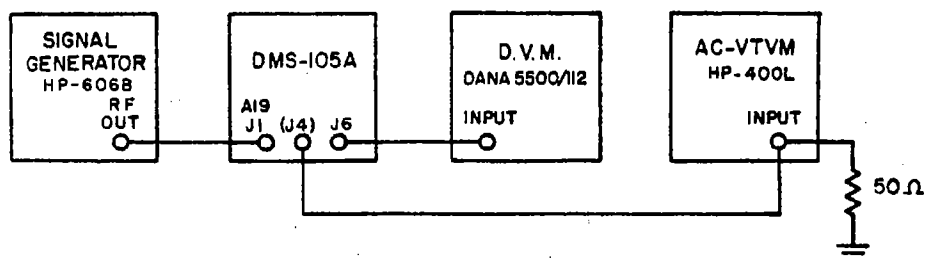 SIGNAL
GENERATOR
HP-606B
RF
OUT
DMS-105A
A19
J1 (J4) J6
D.V.M.
DANA 5500/112
INPUT
AC-VTVM
HP-400L
INPUT
50Ω